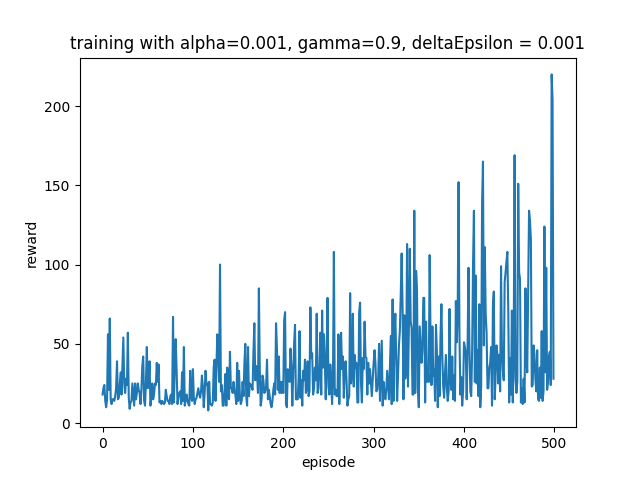 training with alpha=0.001, gamma=0.9, deltaEpsilon = 0.001
200
150
100
50
0
reward
0 100 200 300 400 500
episode